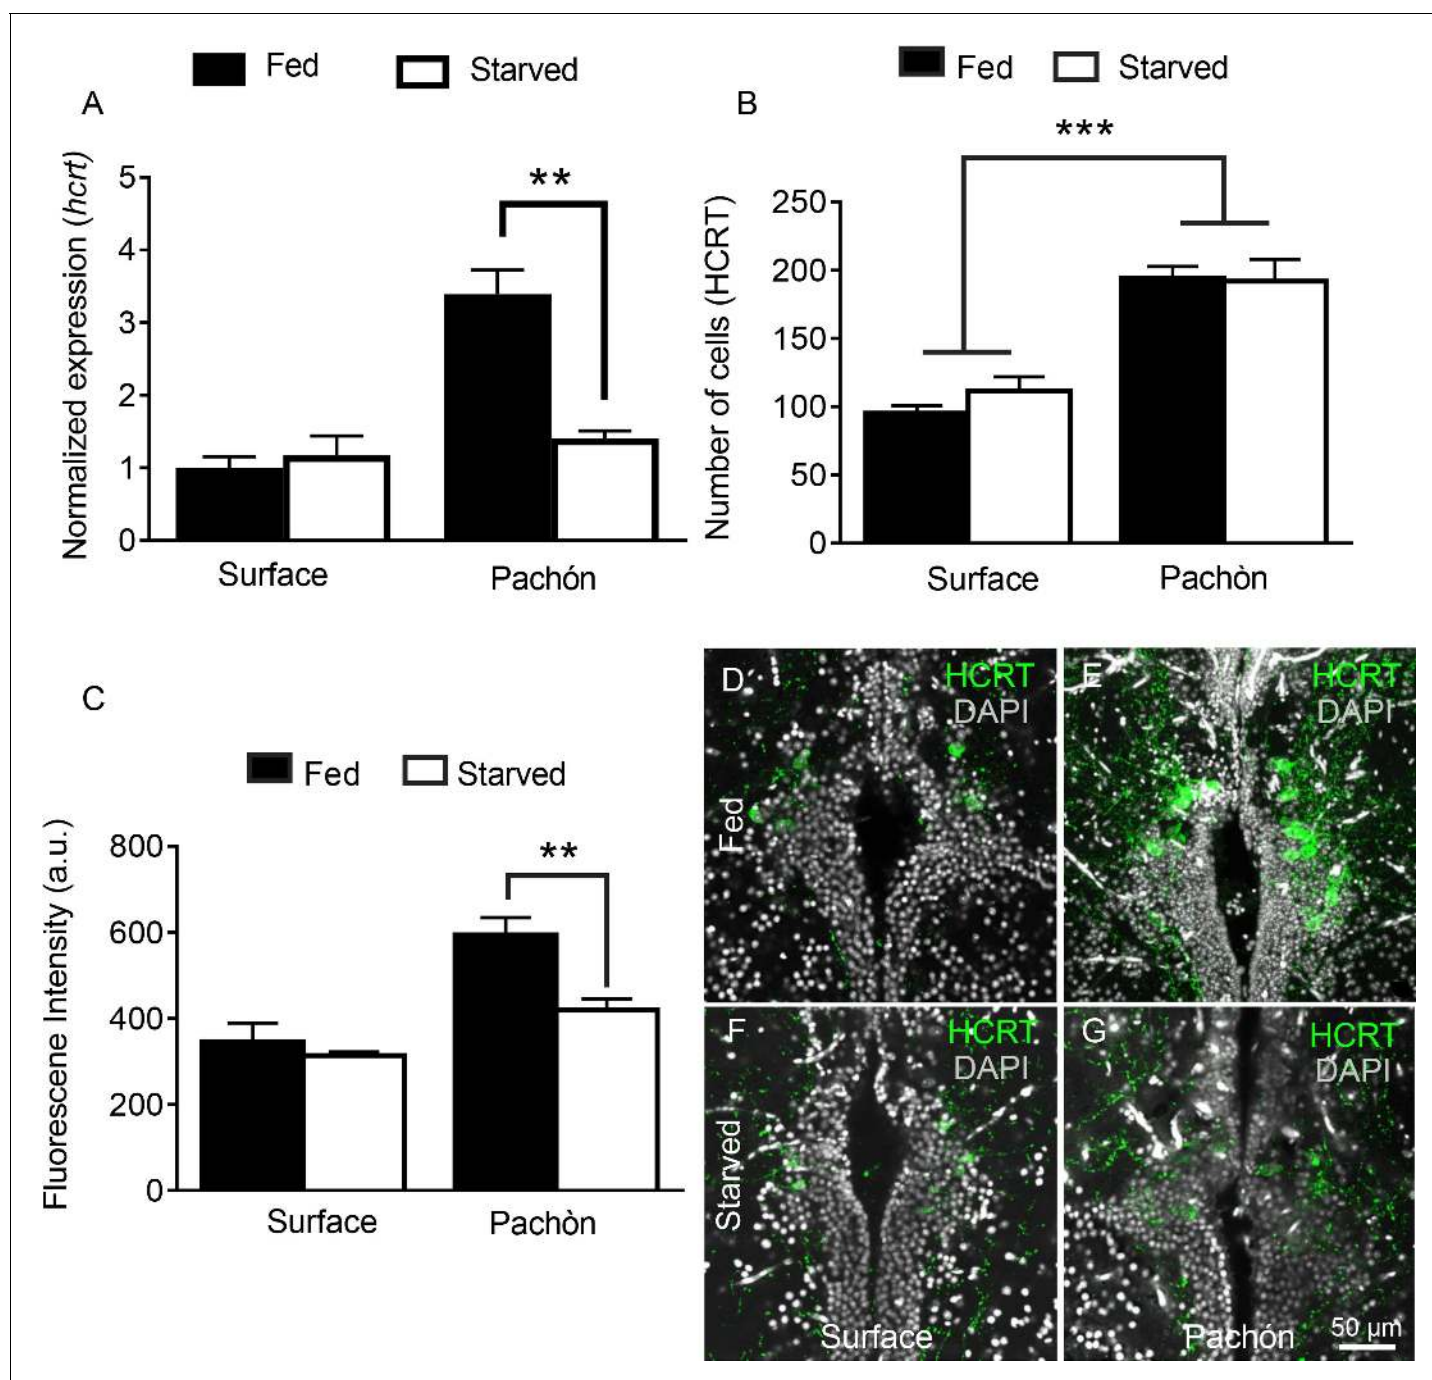 Fed Starved
A
Normalized expression (hcrt)
5
4
3
2
1
0
**
Surface Pachón
Fed Starved
B
Number of cells (HCRT)
250
200
150
100
50
0
***
Surface Pachòn
C
Fed Starved
Fluorescene Intensity (a.u.)
800
600
400
200
0
**
Surface Pachòn
D
HCRT
DAPI
Fed
E
HCRT
DAPI
F
HCRT
DAPI
Starved
Surface
G
HCRT
DAPI
Pachón
50 µm